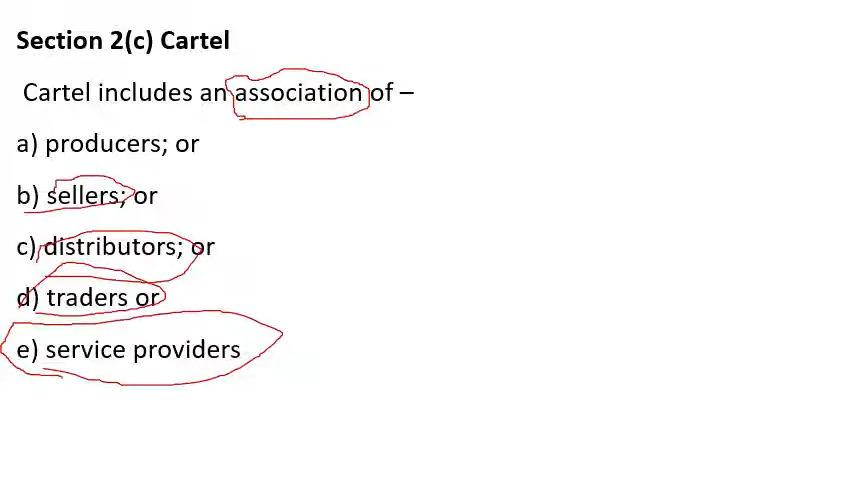 Section 2(c) Cartel
Cartel includes an association of –
a) producers; or
b) sellers; or
c) distributors; or
d) traders or
e) service providers